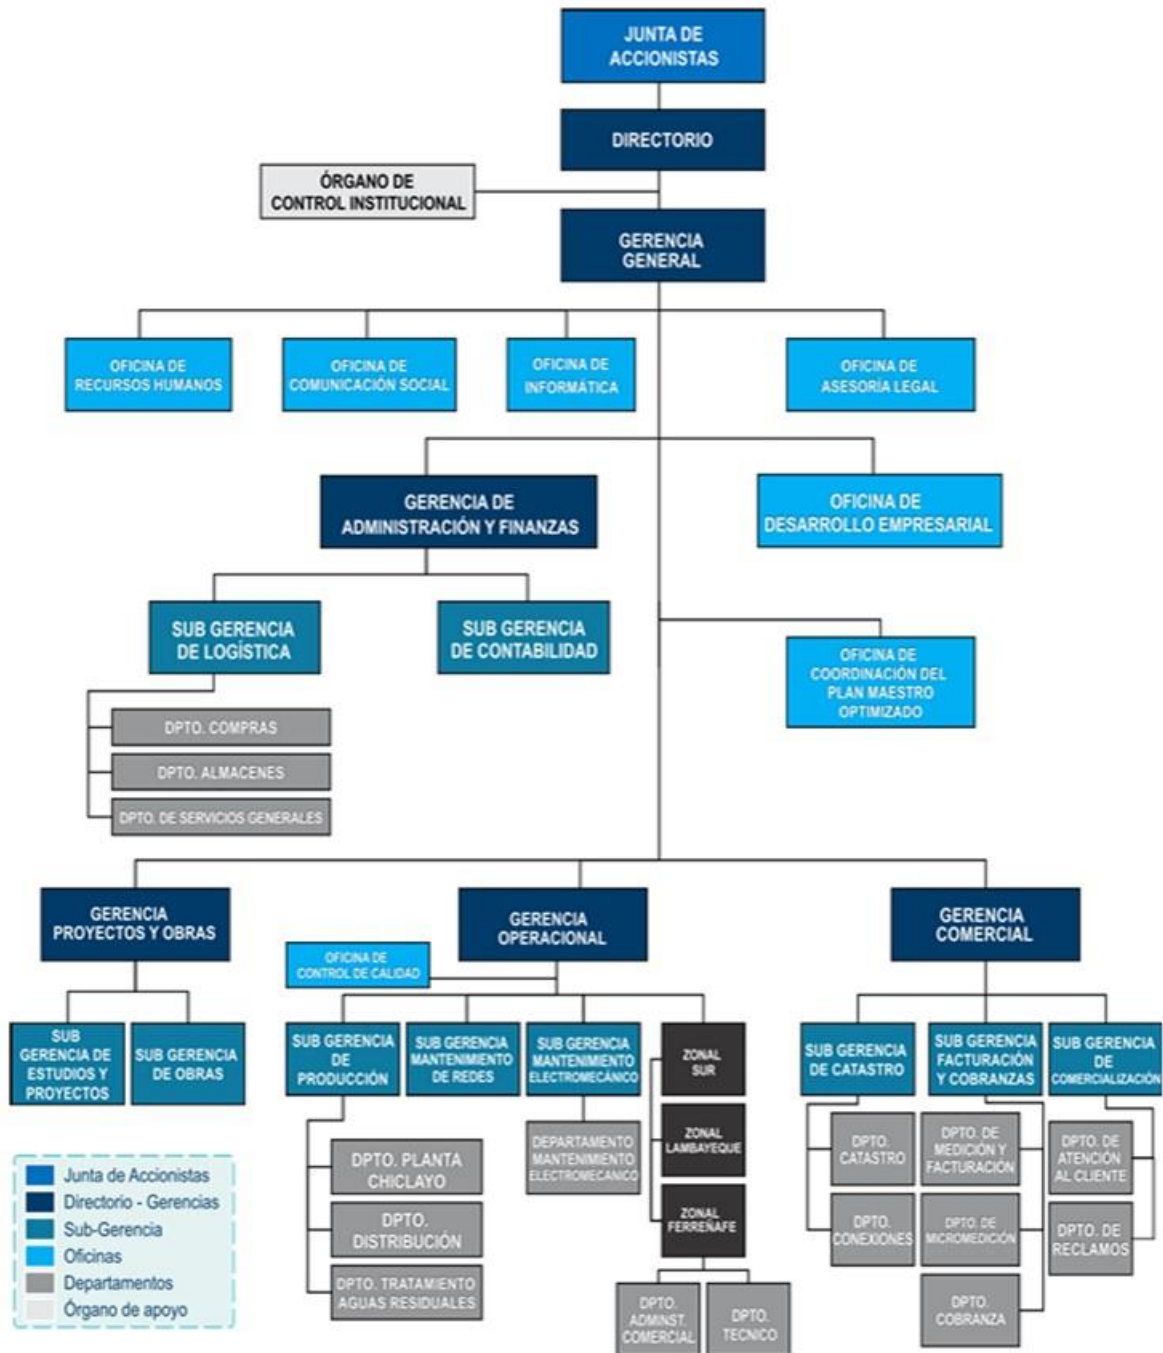 JUNTA DE
ACCIONISTAS
DIRECTORIO
ÓRGANO DE
CONTROL INSTITUCIONAL
GERENCIA
GENERAL
OFICINA DE
RECURSOS HUMANOS
OFICINA DE
COMUNICACIÓN SOCIAL
OFICINA DE
INFORMÁTICA
OFICINA DE
ASESORÍA LEGAL
GERENCIA DE
ADMINISTRACIÓN Y FINANZAS
OFICINA DE
DESARROLLO EMPRESARIAL
SUB GERENCIA
DE LOGÍSTICA
SUB GERENCIA
DE CONTABILIDAD
OFICINA DE
COORDINACIÓN DEL
PLAN MAESTRO
OPTIMIZADO
DPTO. COMPRAS
DPTO. ALMACENES
DPTO. DE SERVICIOS GENERALES
GERENCIA
PROYECTOS Y OBRAS
GERENCIA
OPERACIONAL
GERENCIA
COMERCIAL
OFICINA DE
CONTROL DE CALIDAD
SUB
GERENCIA DE
ESTUDIOS Y
PROYECTOS
SUB GERENCIA
DE OBRAS
SUB GERENCIA
DE
PRODUCCIÓN
SUB GERENCIA
MANTENIMIENTO
DE REDES
SUB GERENCIA
MANTENIMIENTO
ELECTROMECÁNICO
ZONAL
SUR
ZONAL
LAMBAYEQUE
ZONAL
FERREÑAFE
SUB GERENCIA
DE CATASTRO
SUB GERENCIA
FACTURACIÓN
Y COBRANZAS
SUB GERENCIA
DE
COMERCIALIZACIÓN
DPTO. PLANTA
CHICLAYO
DPTO.
DISTRIBUCIÓN
DPTO. TRATAMIENTO
AGUAS RESIDUALES
DEPARTAMENTO
MANTENIMIENTO
ELECTROMECANICO
DPTO.
ADMINST.
COMERCIAL
DPTO.
TECNICO
DPTO.
CATASTRO
DPTO.
CONEXIONES
DPTO. DE
MEDICIÓN Y
FACTURACIÓN
DPTO. DE
MICROMEDICIÓN
DPTO.
COBRANZA
DPTO. DE
ATENCIÓN
AL CLIENTE
DPTO. DE
RECLAMOS
Junta de Accionistas
Directorio - Gerencias
Sub-Gerencia
Oficinas
Departamentos
Órgano de apoyo